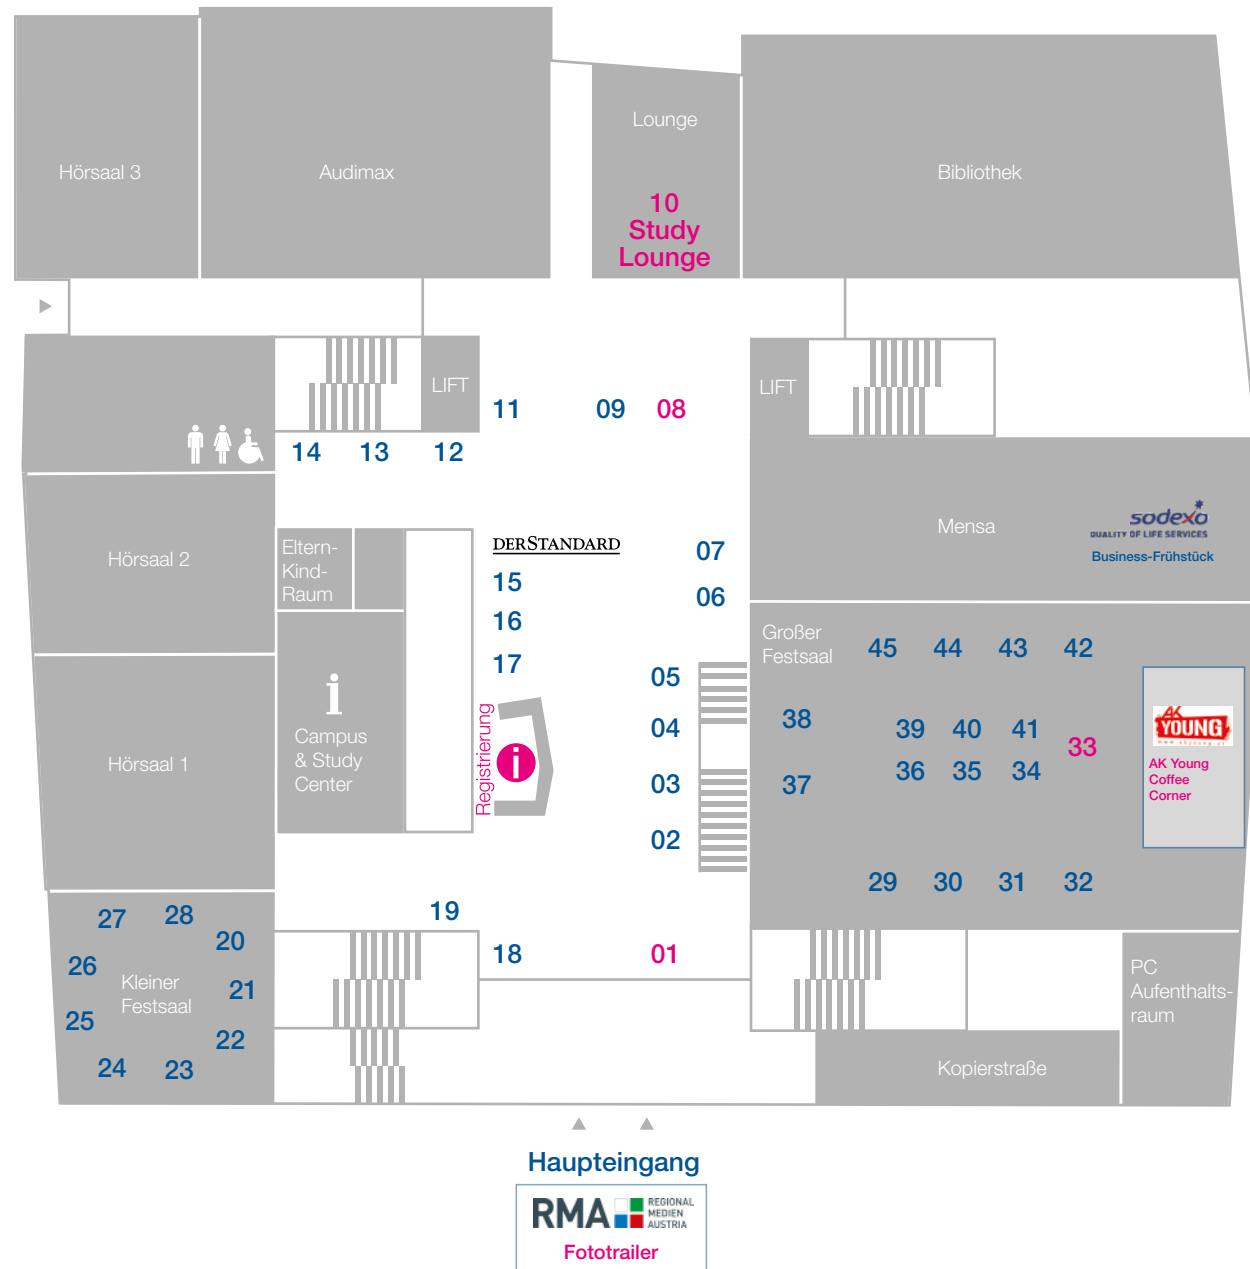 Hörsaal 3
Audimax
Lounge
10
Study
Lounge
Bibliothek
LIFT
LIFT
11
09
08
14
13
12
Mensa
sodexo
QUALITY OF LIFE SERVICES
Business-Frühstück
Hörsaal 2
Eltern-
Kind-
Raum
DERSTANDARD
15
16
17
07
06
Großer
Festsaal
45
44
43
42
05
04
03
02
38
39
40
41
33
37
36
35
34
AK
YOUNG
www.akyoung.at
AK Young
Coffee
Corner
Hörsaal 1
i
Campus
& Study
Center
Registrierung
i
29
30
31
32
19
18
01
27
28
20
26
Kleiner
Festsaal
21
25
22
24
23
PC
Aufenthalts-
raum
Kopierstraße
Haupteingang
RMA
REGIONAL
MEDIEN
AUSTRIA
Fototrailer